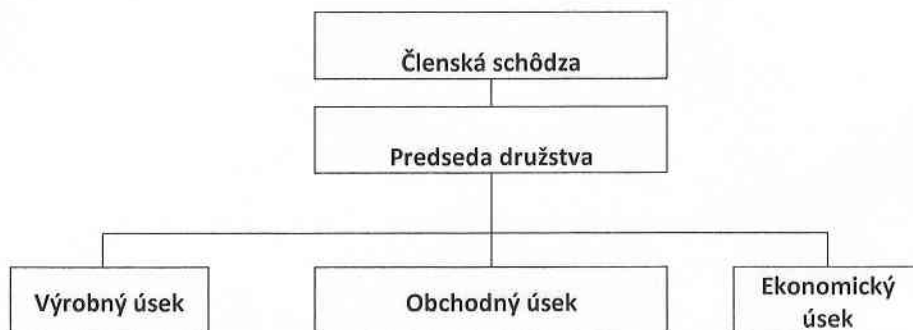 Členská schôdza
Predseda družstva
Výrobný úsek
Obchodný úsek
Ekonomický
úsek